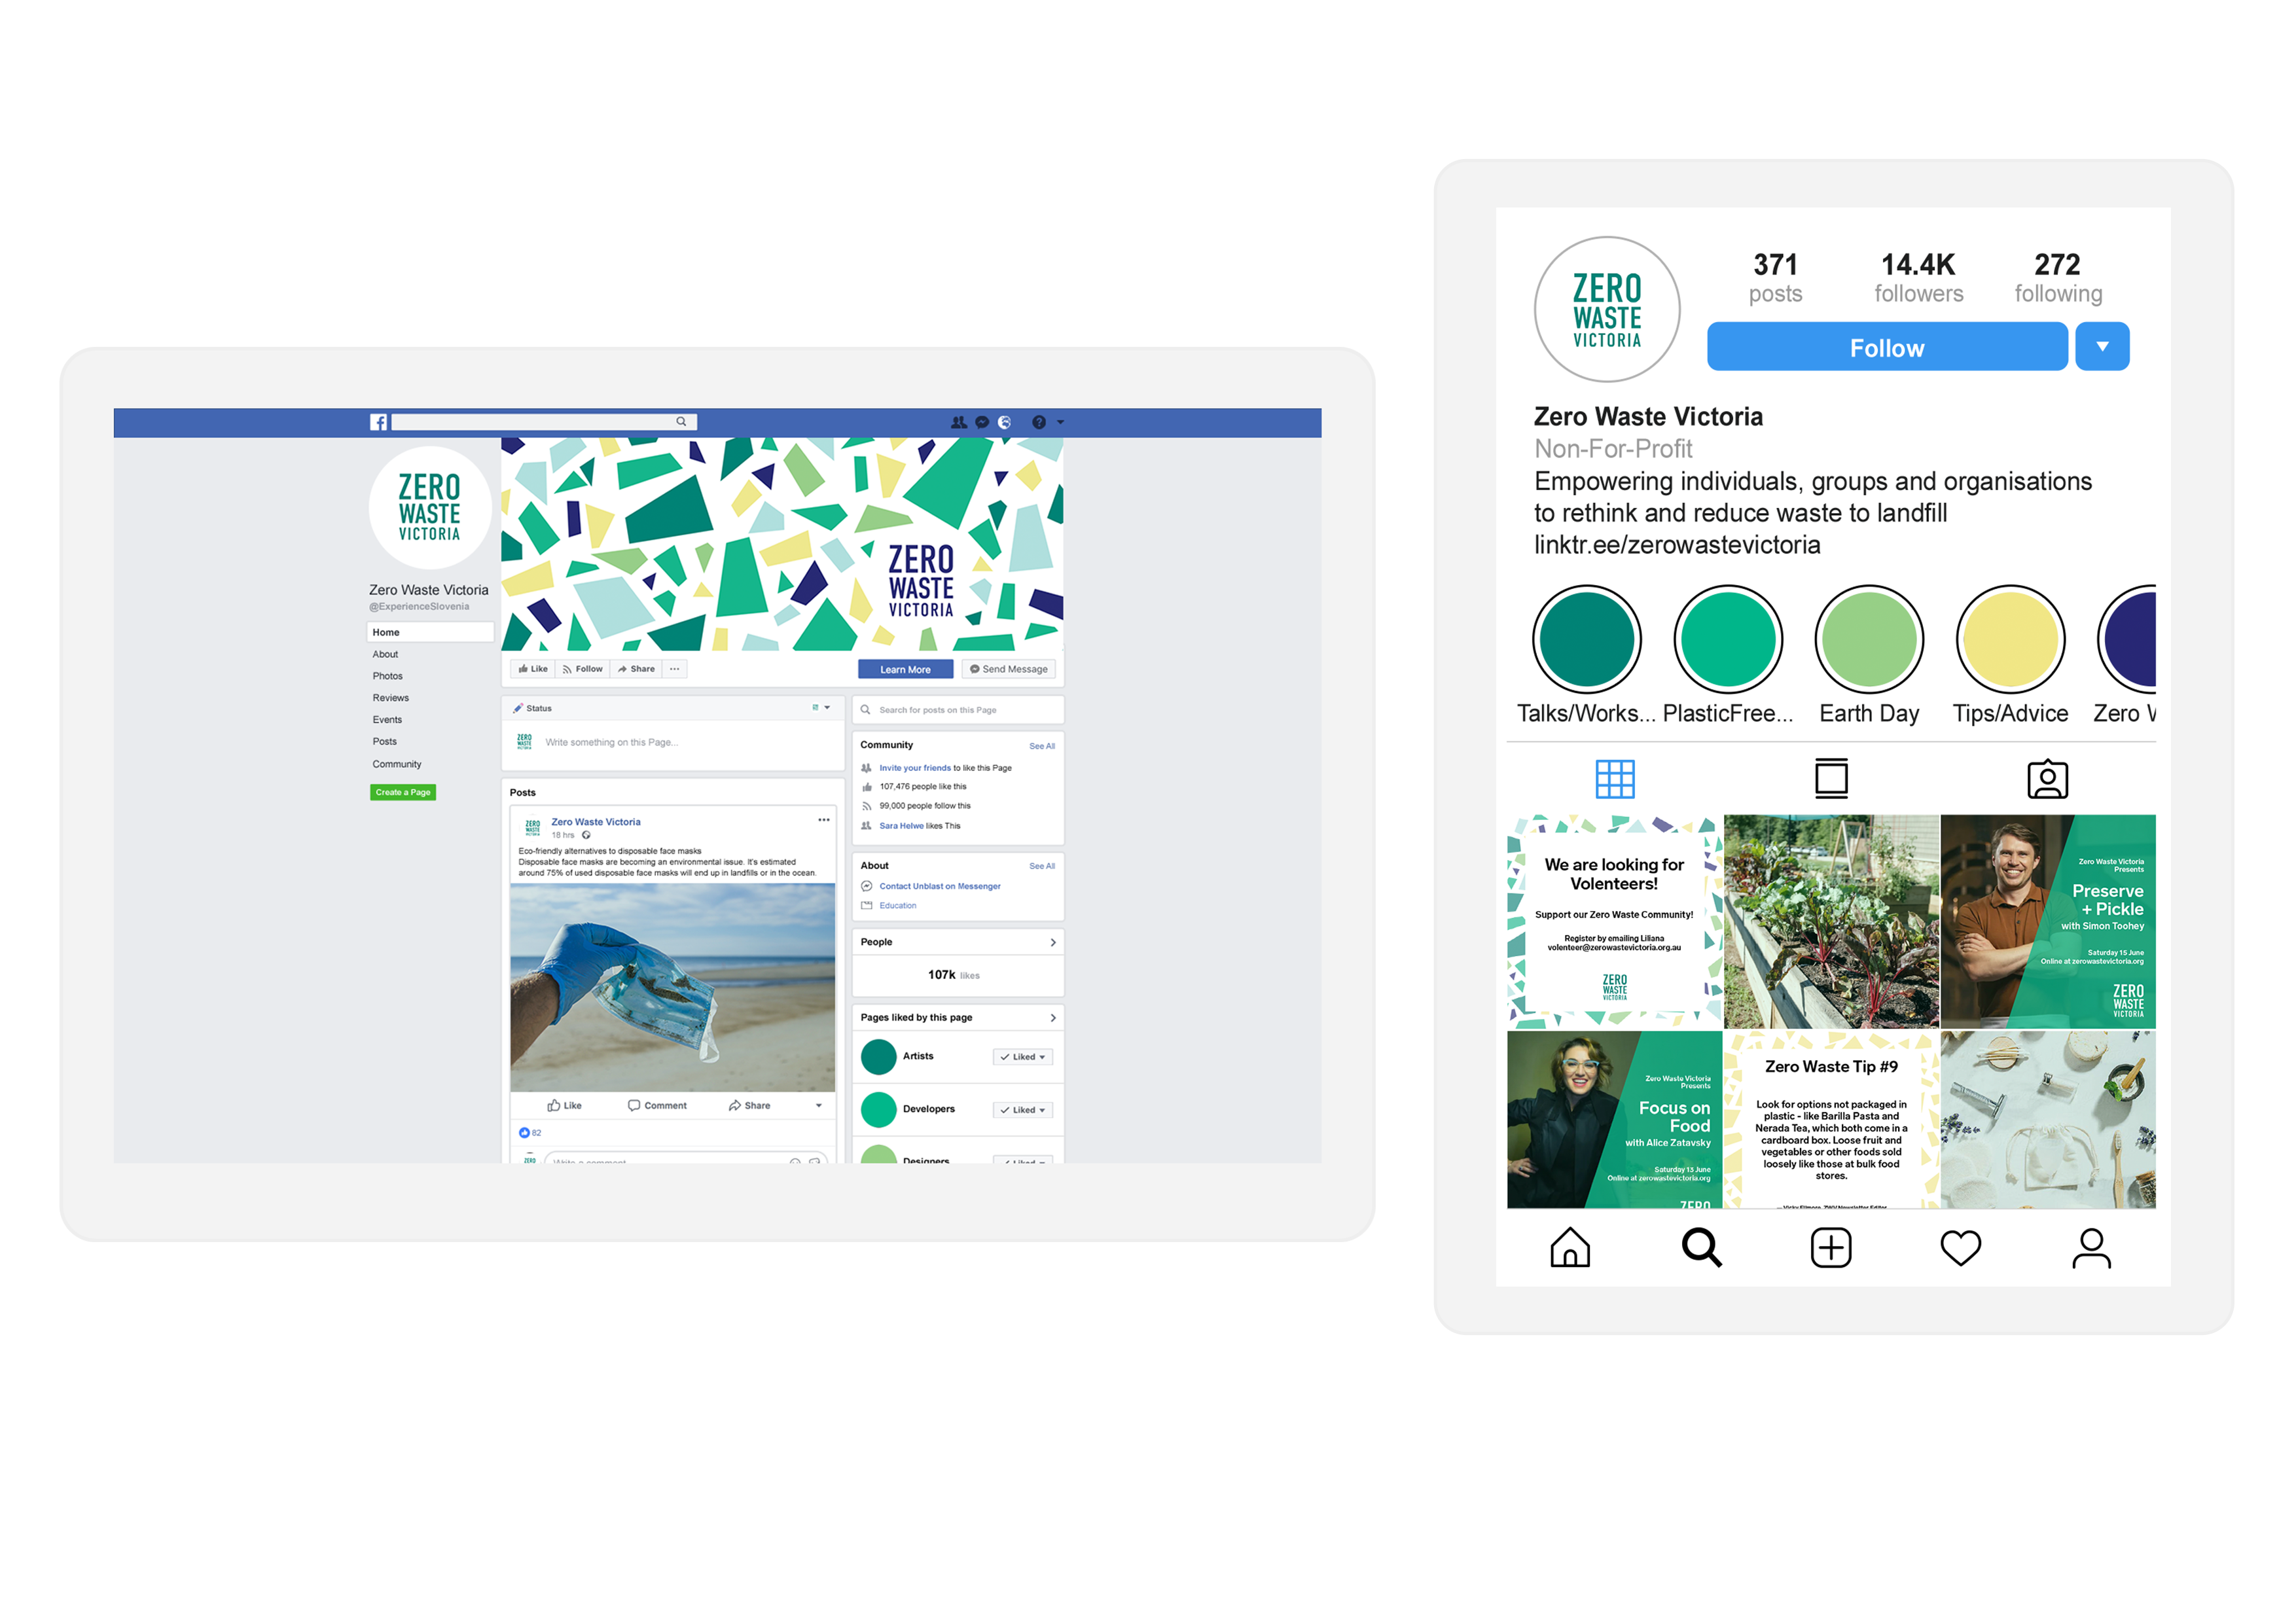 ZERO
WASTE
VICTORIA
Zero Waste Victoria
@ExperienceSlovenia
Home
About
Photos
Reviews
Events
Posts
Community
Create a Page
ZERO
WASTE
VICTORIA
Like
Follow
Share
Learn More
Send Message
Status
ZERO
WASTE
VICTORIA
Write something on this Page...
Posts
ZERO
WASTE
VICTORIA
Zero Waste Victoria
18 hrs
Eco-friendly alternatives to disposable face masks
Disposable face masks are becoming an environmental issue. It's estimated
around 75% of used disposable face masks will end up in landfills or in the ocean.
Like
Comment
Share
82
ZERO
Write a comment
Search for posts on this Page
Community
See All
Invite your friends to like this Page
107,476 people like this
99,000 people follow this
Sara Helwe likes This
About
See All
Contact Unblast on Messenger
Education
People
107k likes
Pages liked by this page
Artists
Liked
Developers
Liked
Designers
Liked
ZERO
WASTE
VICTORIA
371
posts
14.4K
followers
272
following
Follow
Zero Waste Victoria
Non-For-Profit
Empowering individuals, groups and organisations
to rethink and reduce waste to landfill
linktr.ee/zerowastevictoria
Talks/Works...
PlasticFree...
Earth Day
Tips/Advice
Zero
We are looking for
Volenteers!
Support our Zero Waste Community!
Register by emailing Liliana
volenteer@zerowastevictoria.org.au
ZERO
WASTE
VICTORIA
Zero Waste Victoria
Presents
Preserve
+ Pickle
with Simon Toohey
Saturday 15 June
Online at zerowastevictoria.org
ZERO
WASTE
VICTORIA
Zero Waste Victoria
Presents
Focus on
Food
with Alice Zatavsky
Saturday 13 June
Online at zerowastevictoria.org
ZERO
Zero Waste Tip #9
Look for options not packaged in
plastic - like Barilla Pasta and
Nerada Tea, which both come in a
cardboard box. Loose fruit and
vegetables or other foods sold
loosely like those at bulk food
stores.